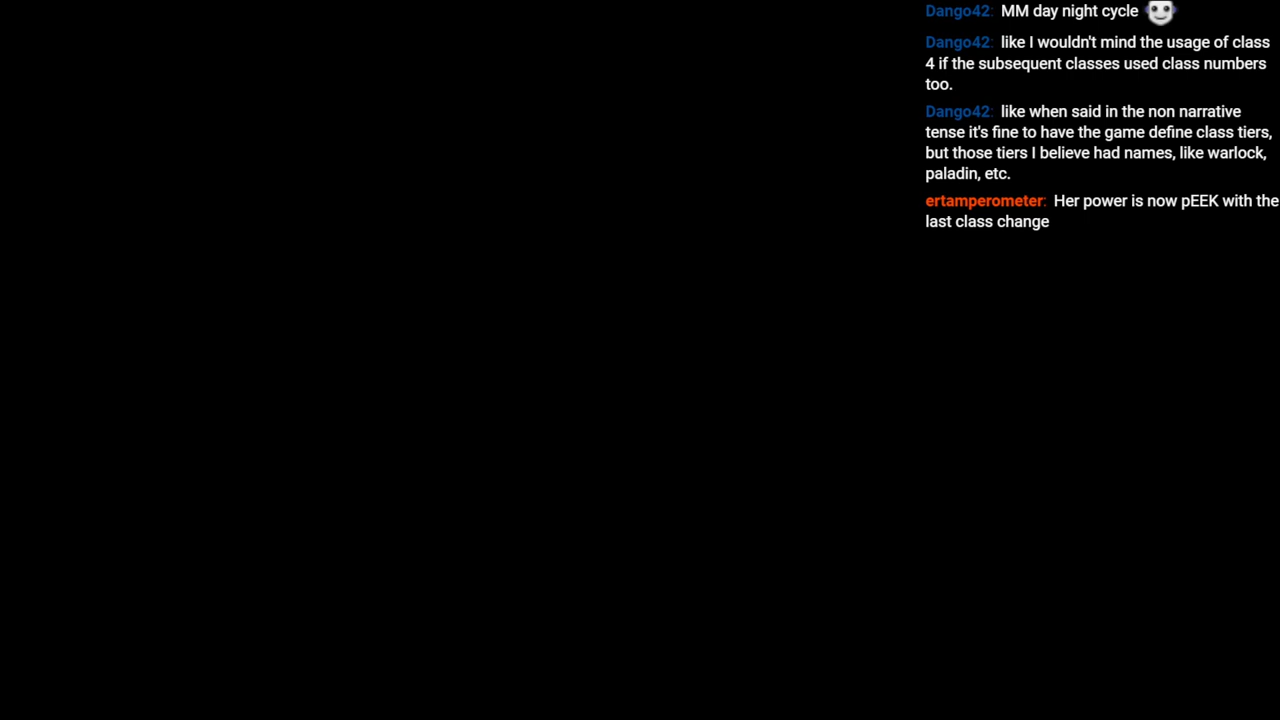 Dango42: MM day night cycle
Dango42: like I wouldn't mind the usage of class
4 if the subsequent classes used class numbers
too.
Dango42: like when said in the non narrative
tense it's fine to have the game define class tiers,
but those tiers I believe had names, like warlock,
paladin, etc.
ertamperometer: Her power is now pEEK with the
last class change